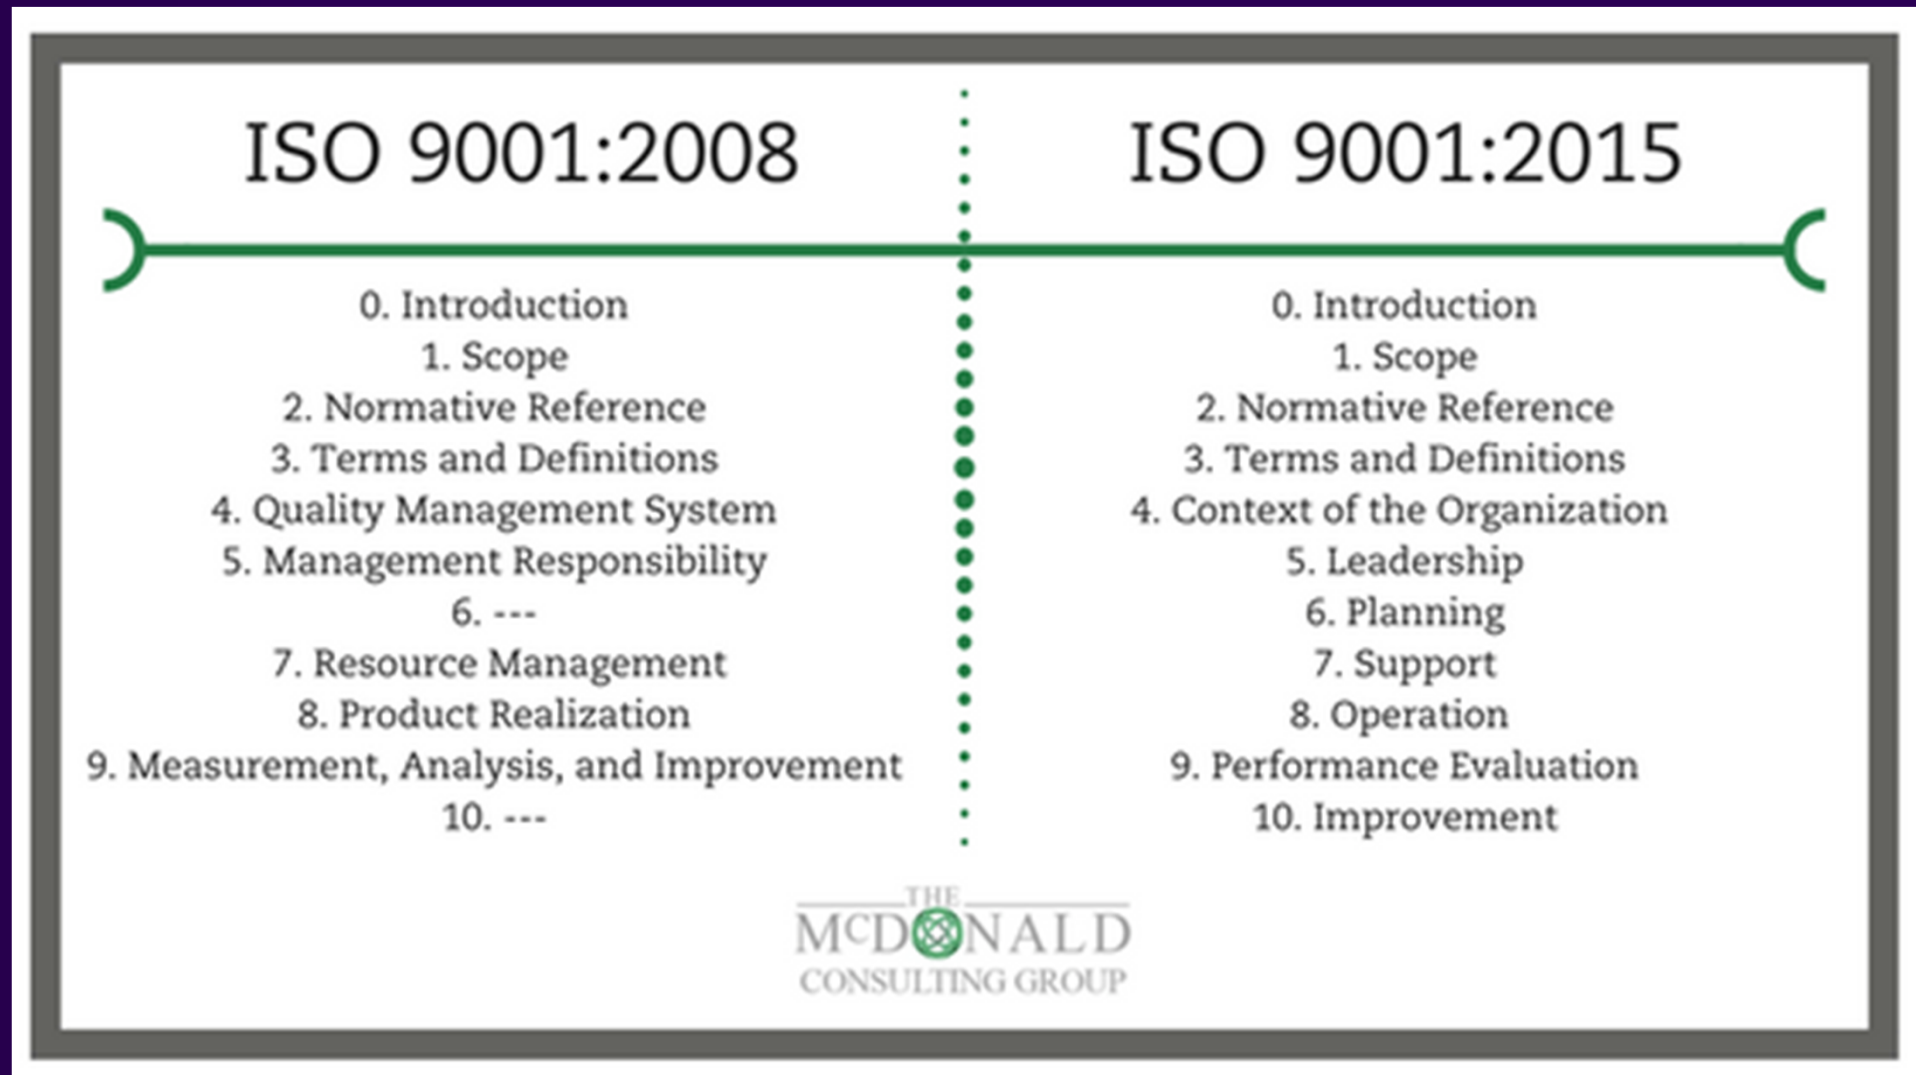 ISO 9001:2008
0. Introduction
1. Scope
2. Normative Reference
3. Terms and Definitions
4. Quality Management System
5. Management Responsibility
6. ---
7. Resource Management
8. Product Realization
9. Measurement, Analysis, and Improvement
10. ---
ISO 9001:2015
0. Introduction
1. Scope
2. Normative Reference
3. Terms and Definitions
4. Context of the Organization
5. Leadership
6. Planning
7. Support
8. Operation
9. Performance Evaluation
10. Improvement
THE
MCDONALD
CONSULTING GROUP